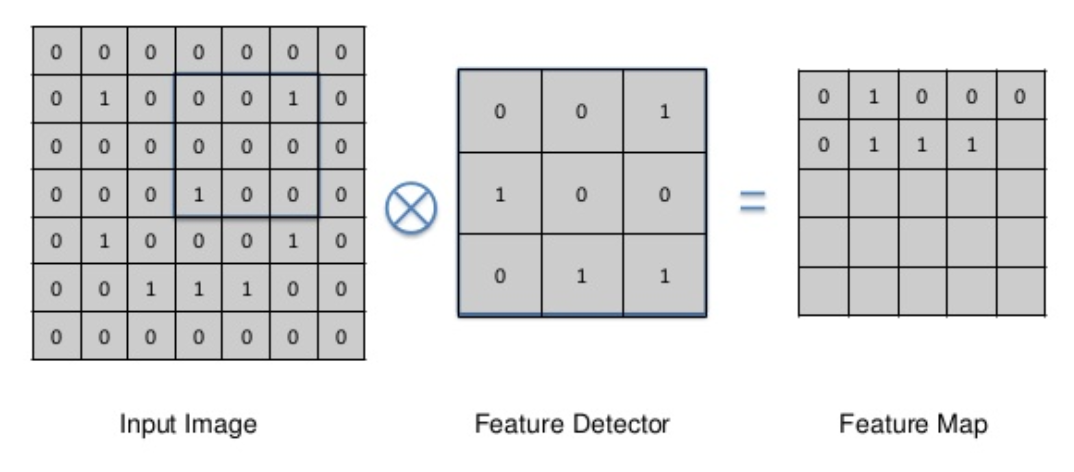 0 0 0 0 0 0 0
0 1 0 0 0 1 0
0 0 0 0 0 0 0
0 0 0 1 0 0 0
0 1 0 0 0 1 0
0 0 1 1 1 0 0
0 0 0 0 0 0 0
Input Image
0 0 1
1 0 0
0 1 1
Feature Detector
=
0 1 0 0 0
0 1 1 1
Feature Map